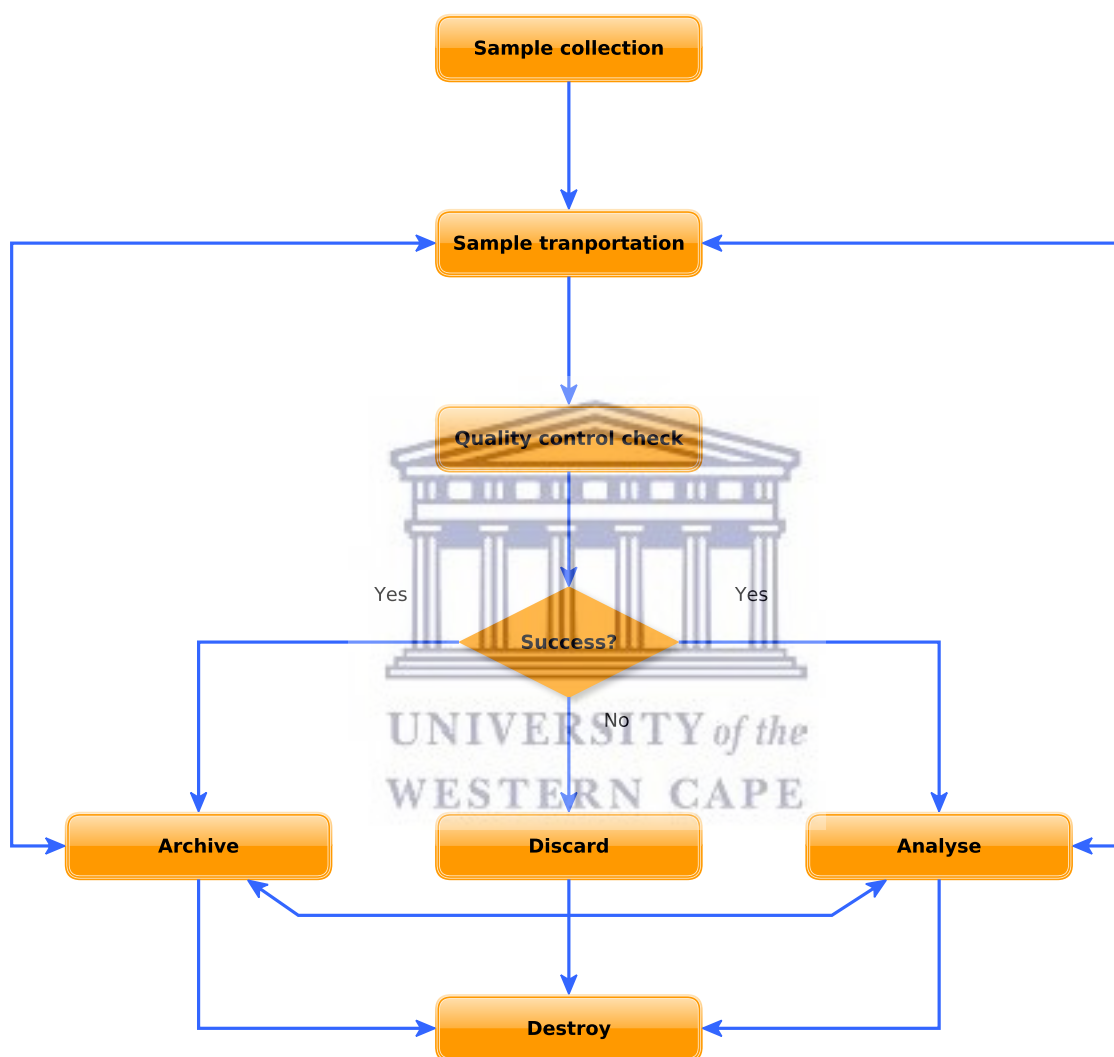 Sample collection
Sample tranportation
Quality control check
Yes
Yes
Success?
No
UNIVERSITY of the
WESTERN CAPE
Archive
Discard
Analyse
Destroy